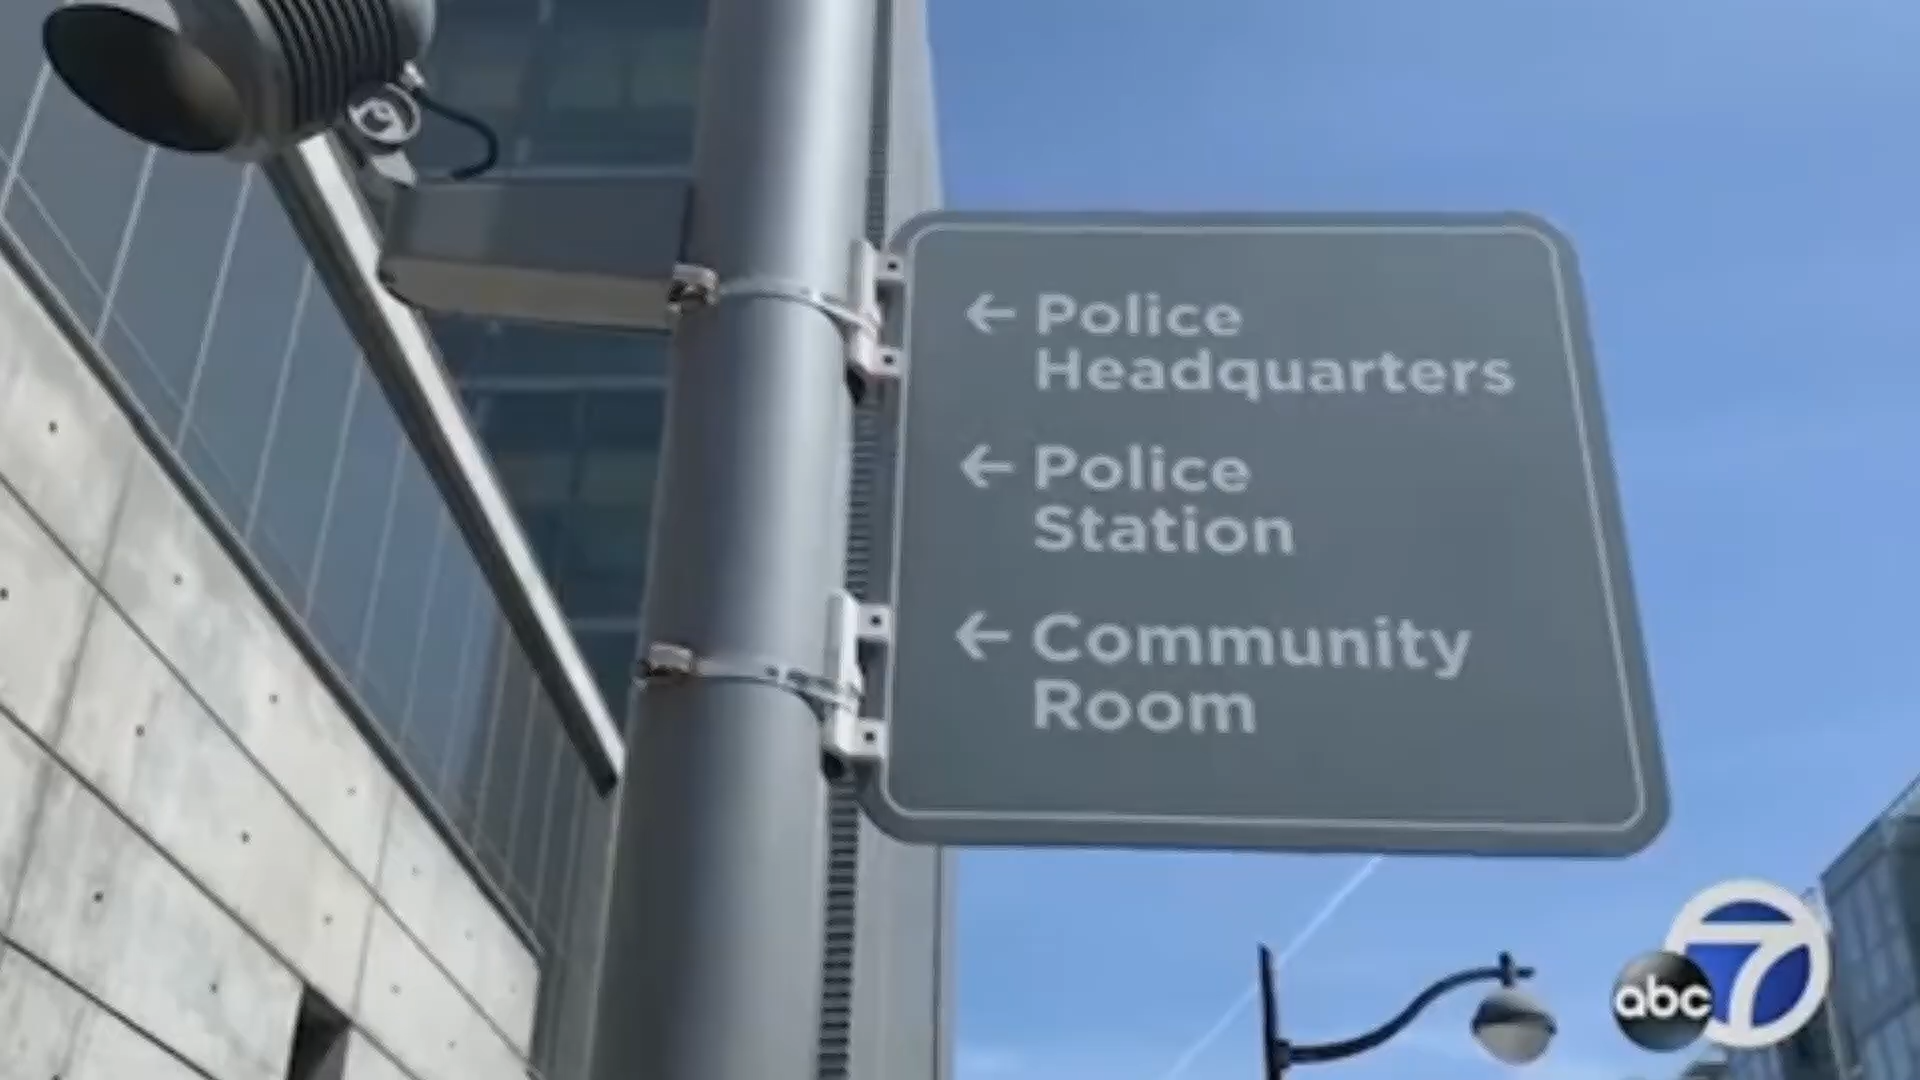 ← Police
Headquarters
← Police
Station
← Community
Room
abc 7